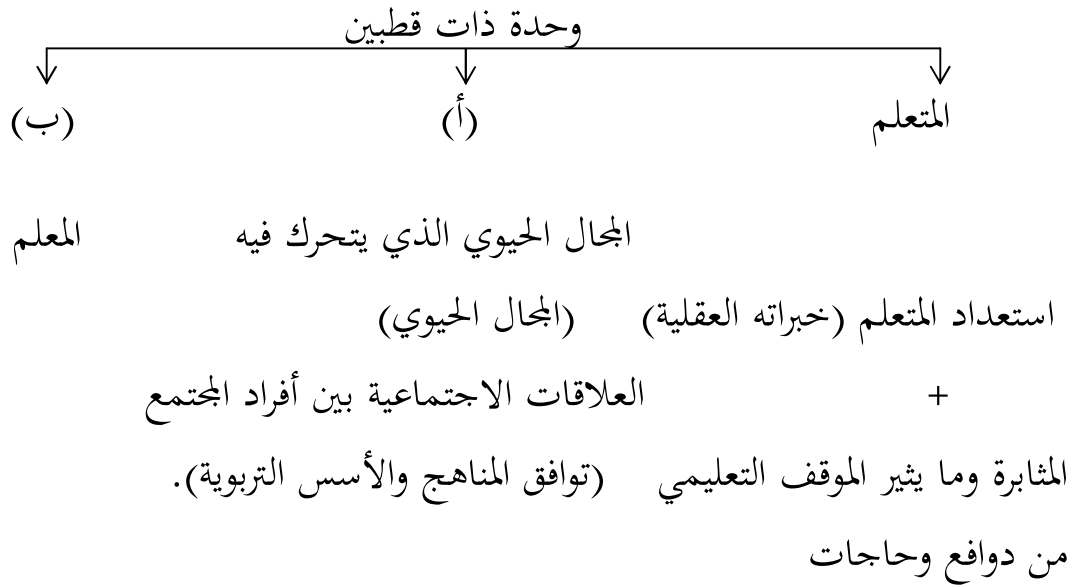 وحدة ذات قطبين
المتعلم (أ) (ب)
المجال الحيوي الذي يتحرك فيه المعلم
استعداد المتعلم (خبراته العقلية) (المجال الحيوي)
+ العلاقات الاجتماعية بين أفراد المجتمع
المثابرة وما يثير الموقف التعليمي (توافق المناهج والأسس التربوية).
من دوافع وحاجات